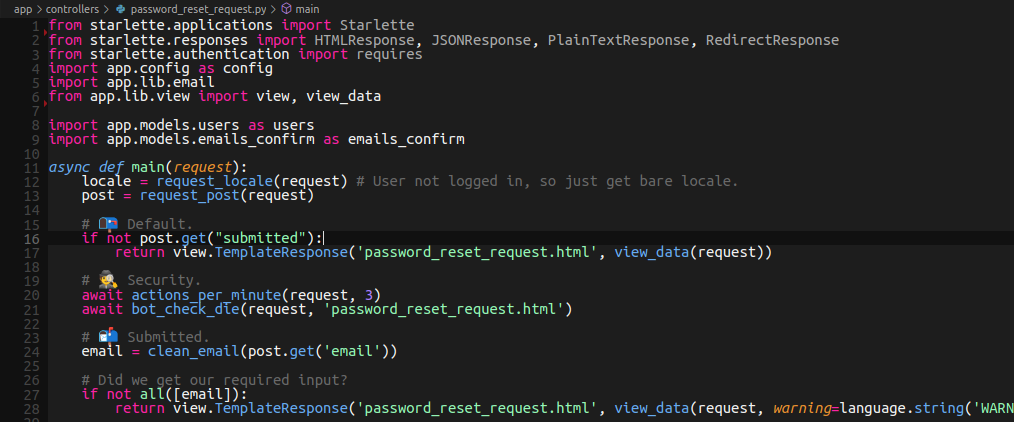 app > controllers > password_reset_request.py > main
1 from starlette.applications import Starlette
2 from starlette.responses import HTMLResponse, JSONResponse, PlainTextResponse, RedirectResponse
3 from starlette.authentication import requires
4 import app.config as config
5 import app.lib.email
6 from app.lib.view import view, view_data
7
8 import app.models.users as users
9 import app.models.emails_confirm as emails_confirm
10
11 async def main(request):
12     locale = request_locale(request) # User not logged in, so just get bare locale.
13     post = request_post(request)
14
15     # 📭 Default.
16     if not post.get("submitted"):
17         return view.TemplateResponse('password_reset_request.html', view_data(request))
18
19     # 🕵 Security.
20     await actions_per_minute(request, 3)
21     await bot_check_die(request, 'password_reset_request.html')
22
23     # 📬 Submitted.
24     email = clean_email(post.get('email'))
25
26     # Did we get our required input?
27     if not all([email]):
28         return view.TemplateResponse('password_reset_request.html', view_data(request, warning=language.string('WARN